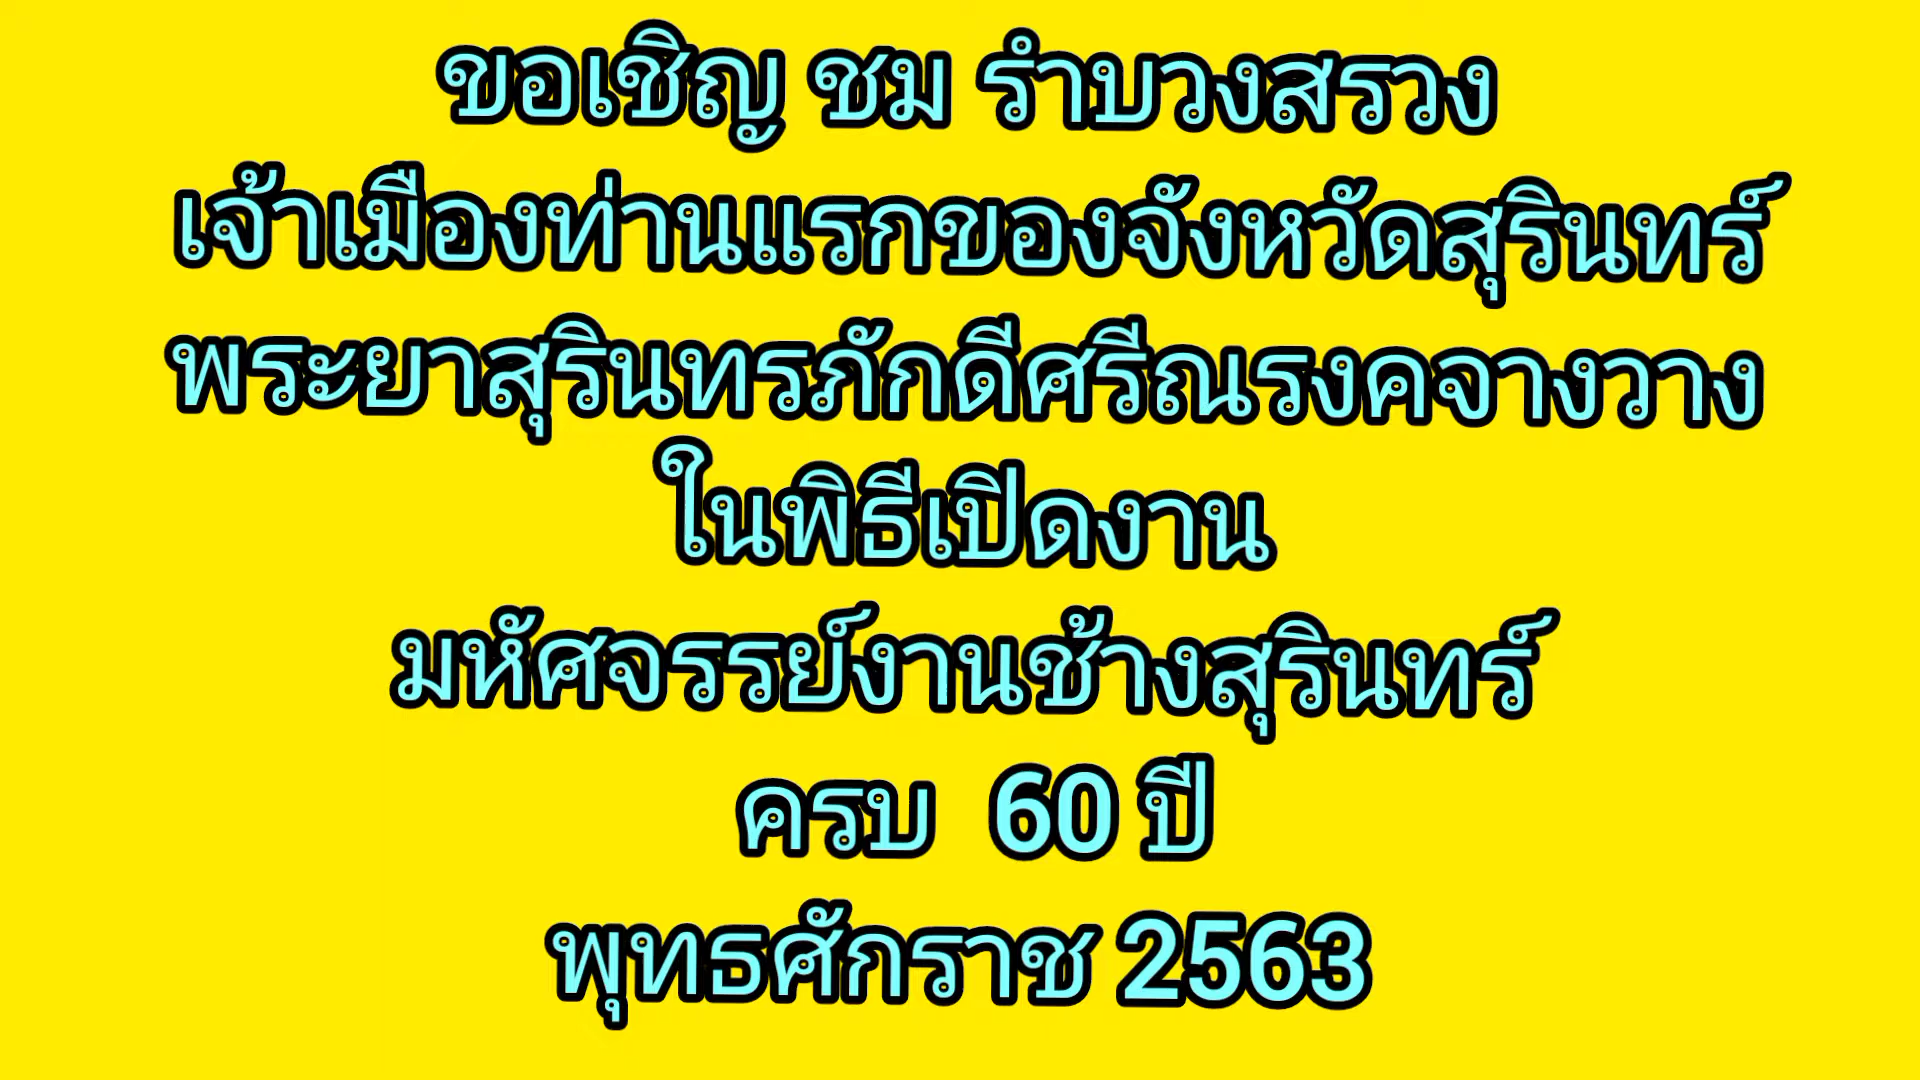 ขอเชิญ ชม รำบวงสรวง
เจ้าเมืองท่านแรกของจังหวัดสุรินทร์
พระยาสุรินทรภักดีศรีณรงคจางวาง
ในพิธีเปิดงาน
มหัศจรรย์งานช้างสุรินทร์
ครบ  60 ปี
พุทธศักราช 2563